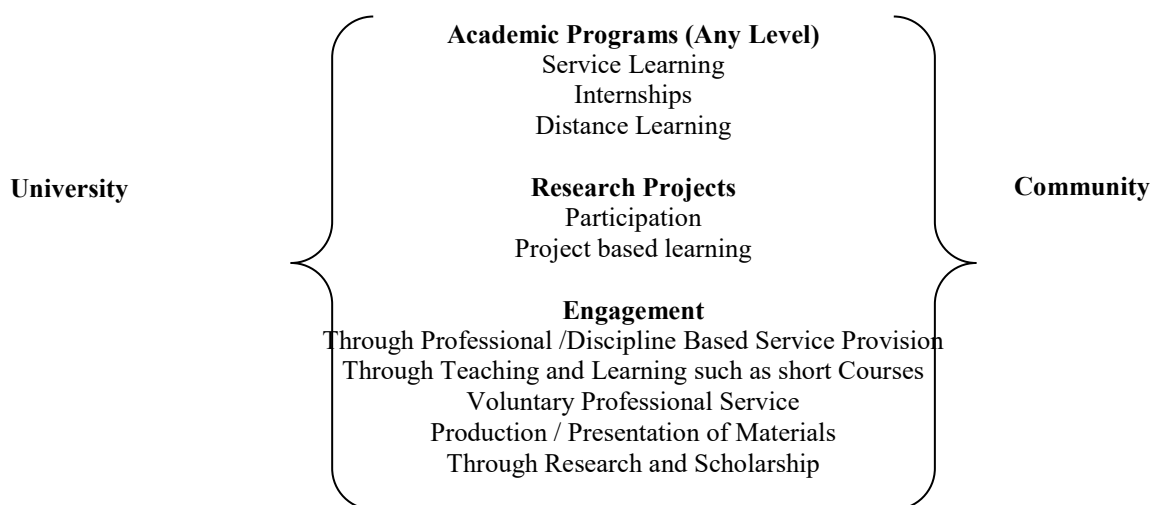 Academic Programs (Any Level)
Service Learning
Internships
Distance Learning
University
Research Projects
Participation
Project based learning
Community
Engagement
Through Professional /Discipline Based Service Provision
Through Teaching and Learning such as short Courses
Voluntary Professional Service
Production / Presentation of Materials
Through Research and Scholarship